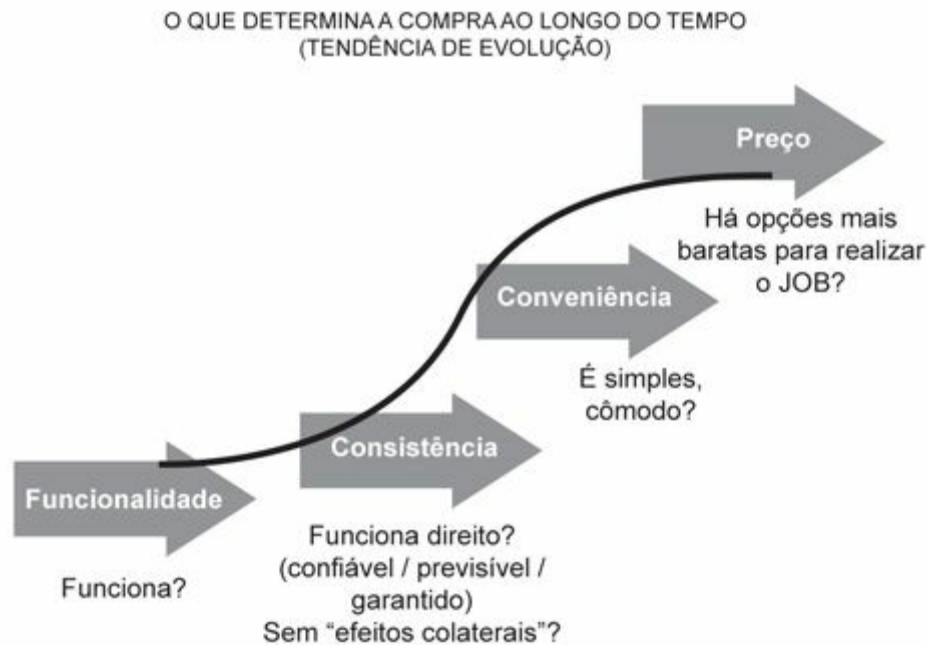 O QUE DETERMINA A COMPRA AO LONGO DO TEMPO
(TENDÊNCIA DE EVOLUÇÃO)
Preço
Há opções mais
baratas para realizar
o JOB?
Conveniência
É simples,
cômodo?
Consistência
Funciona direito?
(confiável / previsível /
garantido)
Sem “efeitos colaterais”?
Funcionalidade
Funciona?